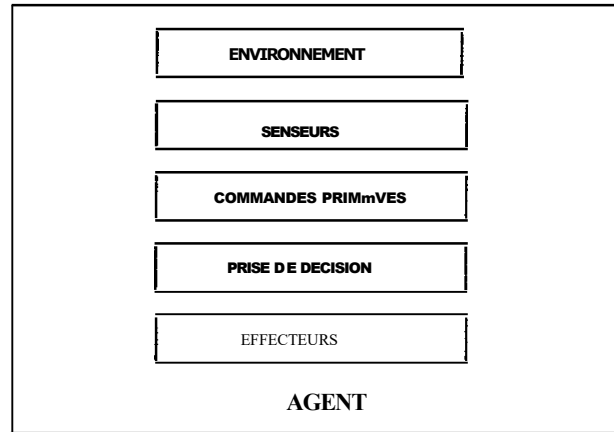 ENVIRONNEMENT
SENSEURS
COMMANDES PRIMmVES
PRISE DE DECISION
EFFECTEURS
AGENT